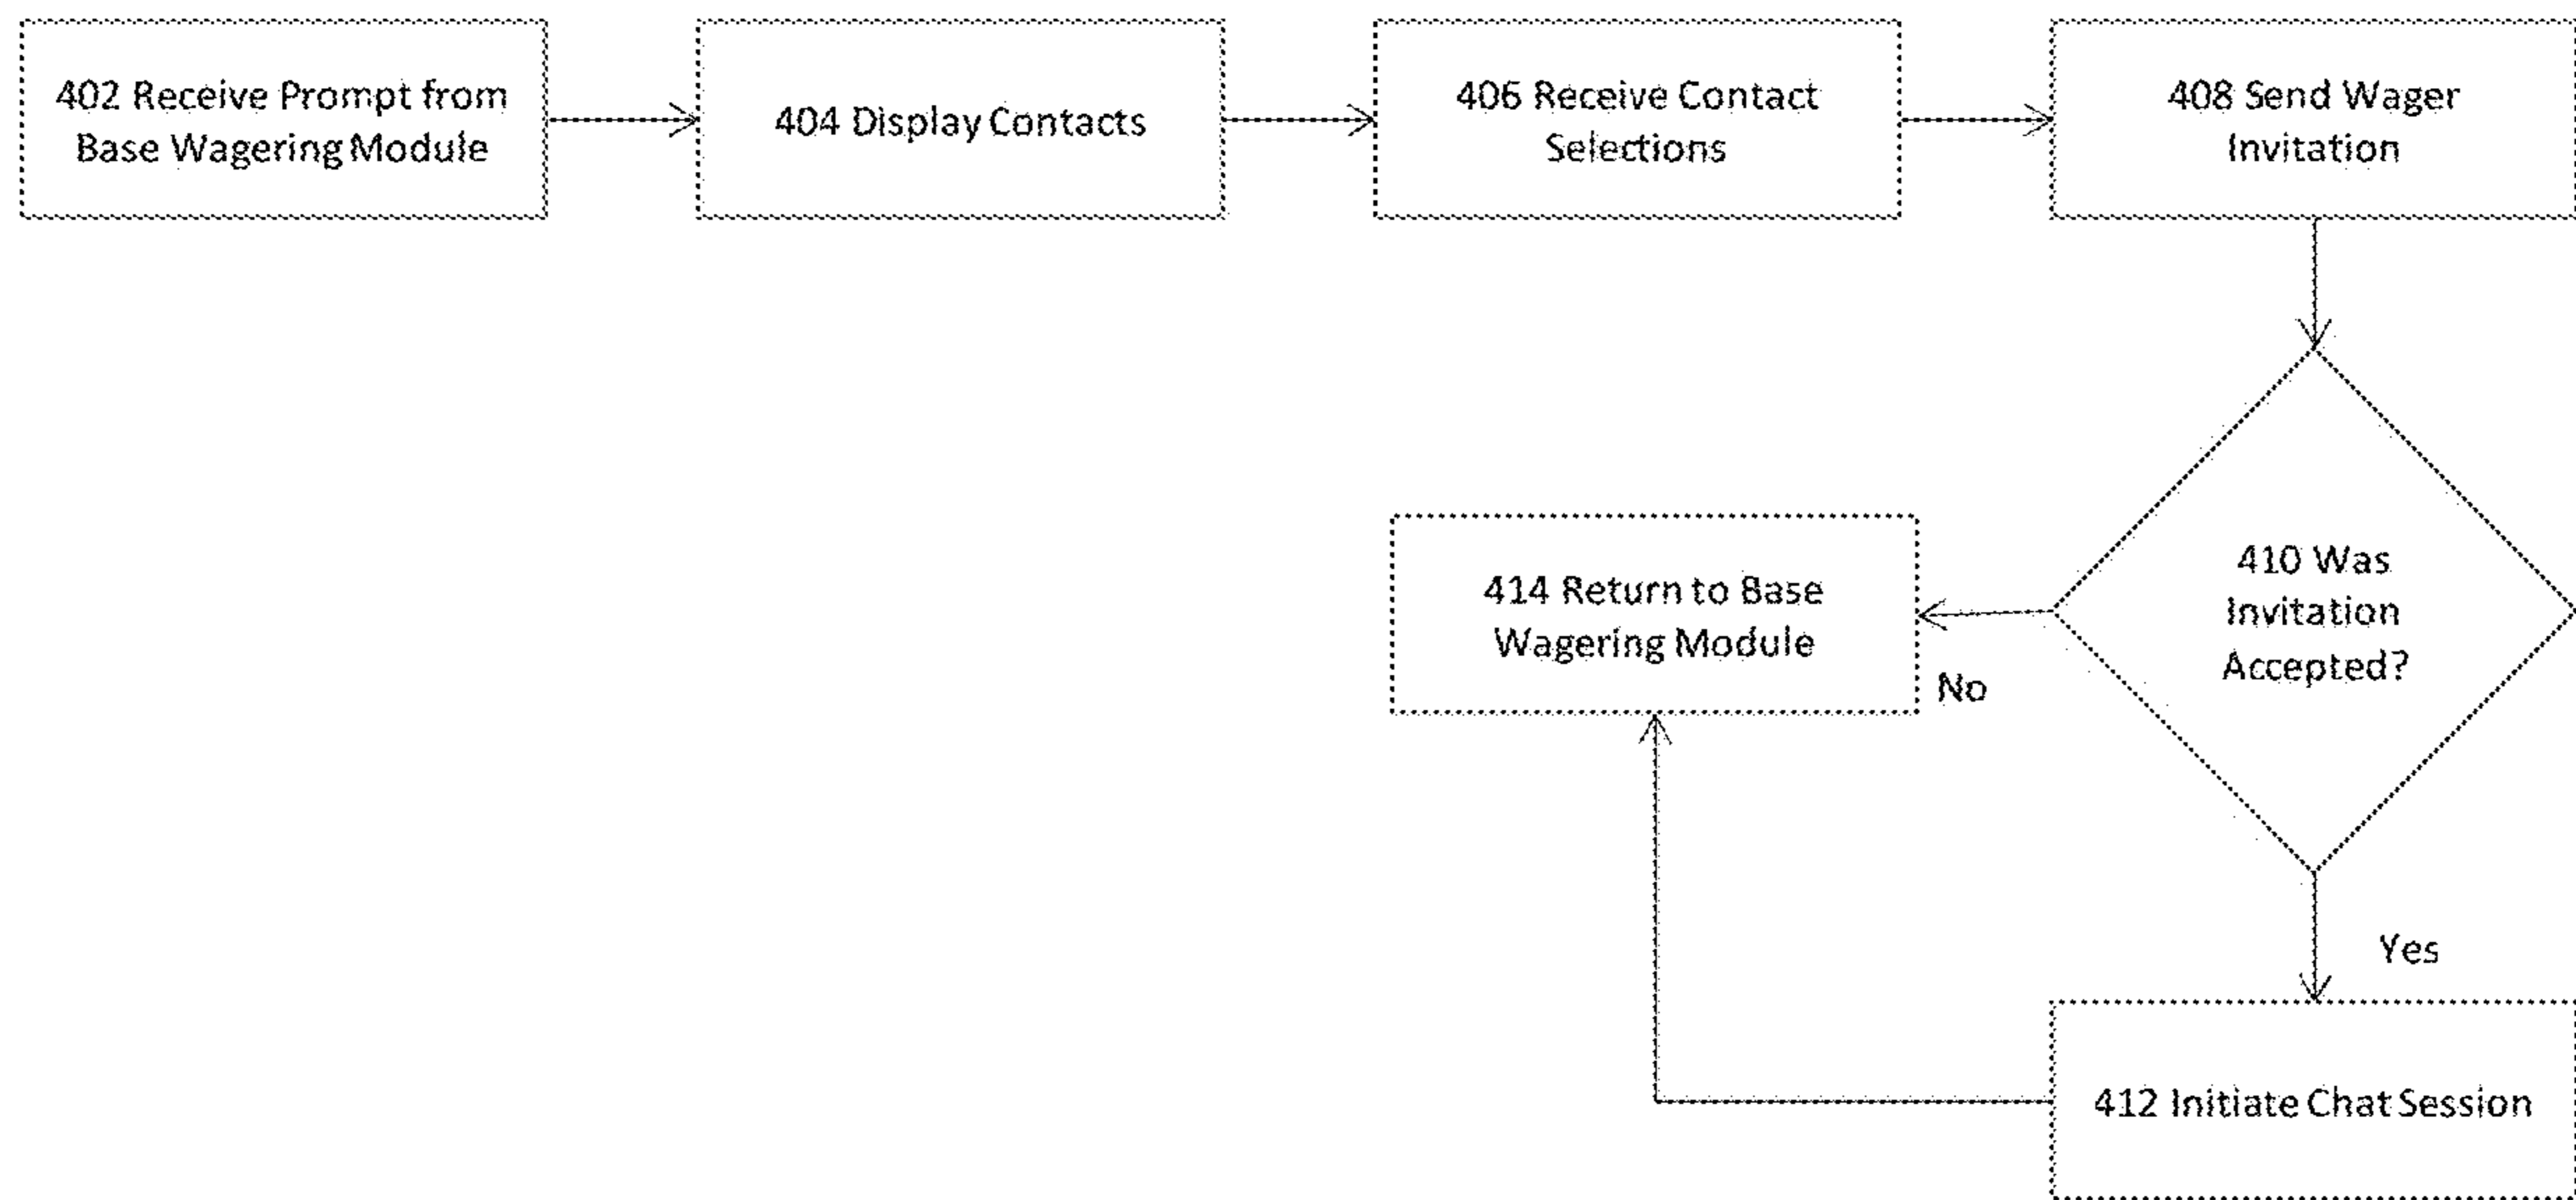 402 Receive Prompt from
Base Wagering Module
404 Display Contacts
406 Receive Contact
Selections
408 Send Wager
Invitation
410 Was
Invitation
Accepted?
414 Return to Base
Wagering Module
No
Yes
412 Initiate Chat Session